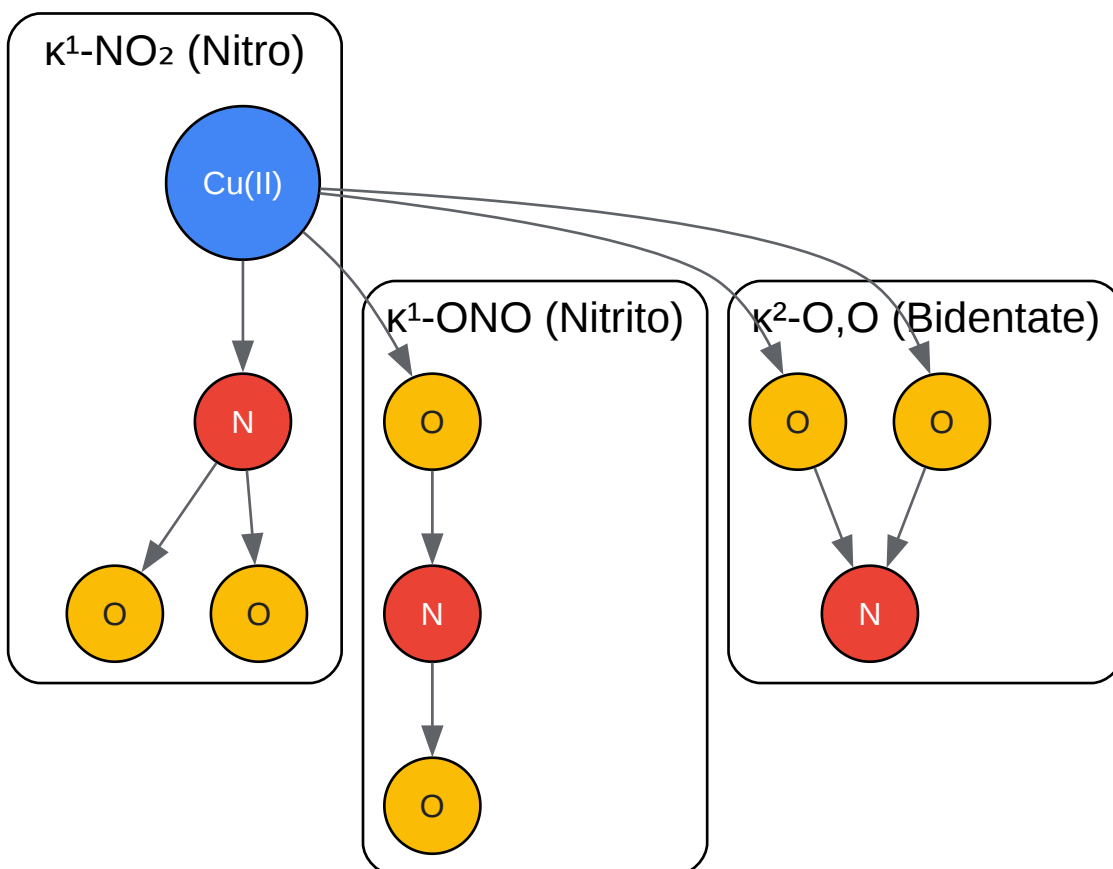 κ¹-NO₂ (Nitro)
Cu(II)
N
O
O
κ¹-ONO (Nitrito)
O
N
O
κ²-O,O (Bidentate)
O
O
N